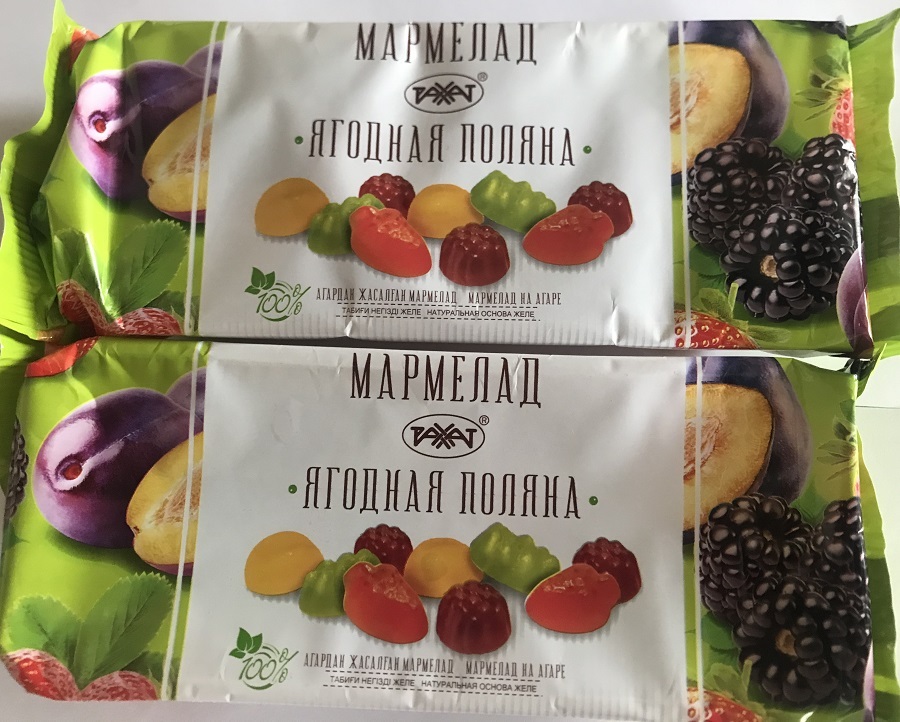 МАРМЕЛАД
РАХАТ®
ЯГОДНАЯ ПОЛЯНА
100%
АГАРДАН ЖАСАЛҒАН МАРМЕЛАД МАРМЕЛАД НА АГАРЕ
ТАБИҒИ НЕГІЗДІ ЖЕЛЕ НАТУРАЛЬНАЯ ОСНОВА ЖЕЛЕ
МАРМЕЛАД
РАХАТ®
ЯГОДНАЯ ПОЛЯНА
100%
АГАРДАН ЖАСАЛҒАН МАРМЕЛАД МАРМЕЛАД НА АГАРЕ
ТАБИҒИ НЕГІЗДІ ЖЕЛЕ НАТУРАЛЬНАЯ ОСНОВА ЖЕЛЕ